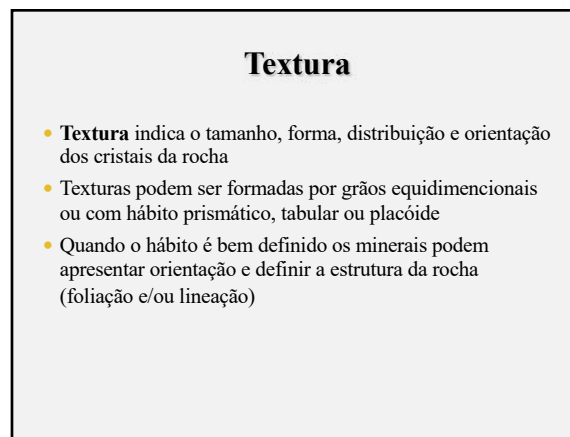 Textura
• Textura indica o tamanho, forma, distribuição e orientação
dos cristais da rocha
• Texturas podem ser formadas por grãos equidimencionais
ou com hábito prismático, tabular ou placóide
• Quando o hábito é bem definido os minerais podem
apresentar orientação e definir a estrutura da rocha
(foliação e/ou lineação)